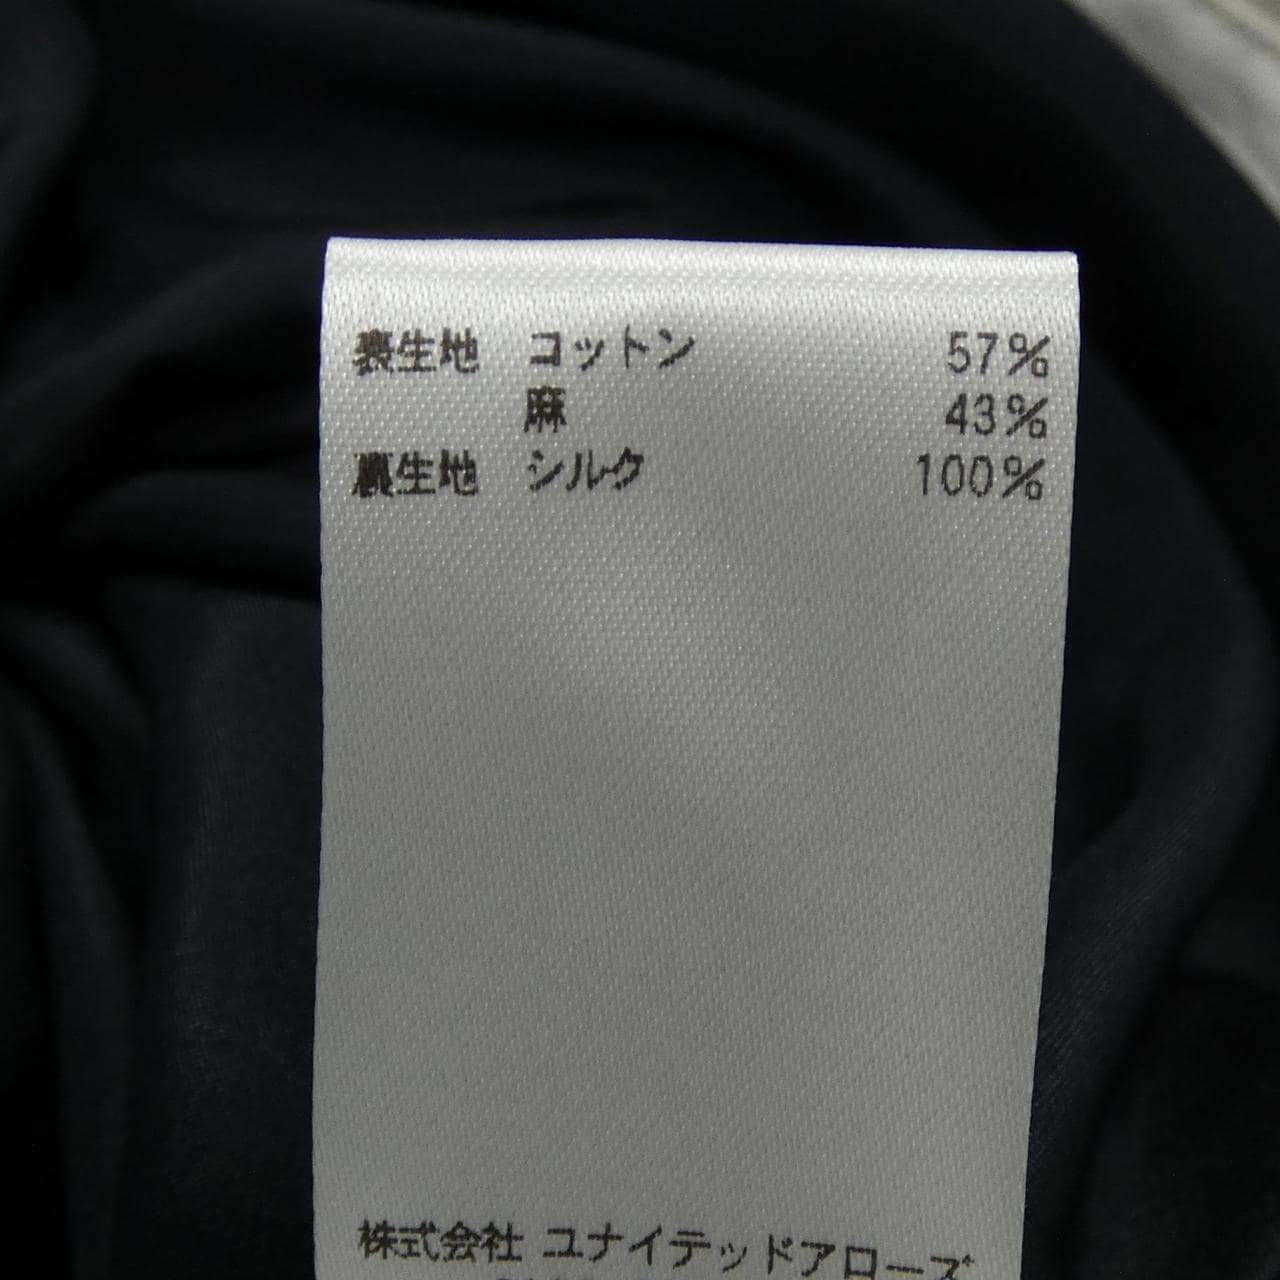 表生地 コットン 57%
麻 43%
裏生地 シルク 100%
株式会社 ユナイテッドアローズ